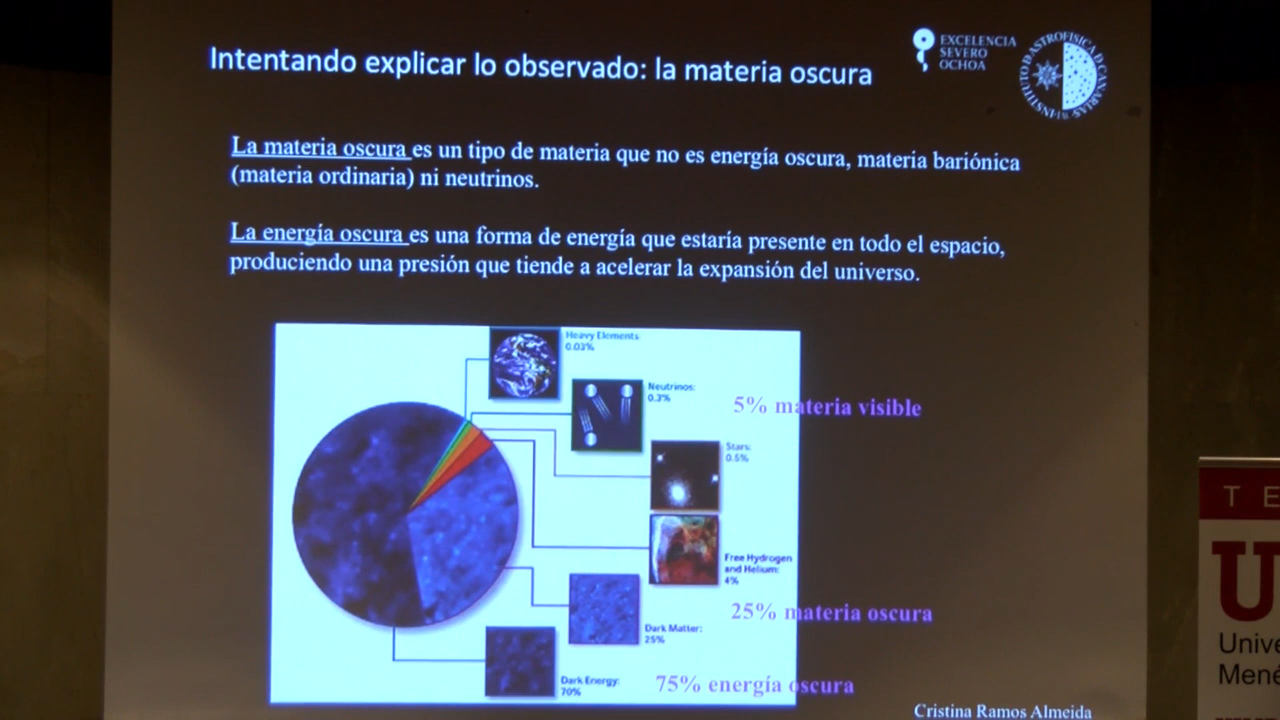 Intentando explicar lo observado: la materia oscura
EXCELENCIA
SEVERO
OCHOA
INSTITUTO D ASTROFISICA D CANARIAS
La materia oscura es un tipo de materia que no es energía oscura, materia bariónica
(materia ordinaria) ni neutrinos.
La energía oscura es una forma de energía que estaría presente en todo el espacio,
produciendo una presión que tiende a acelerar la expansión del universo.
Heavy Elements:
0.03%
Neutrinos:
0.3%
5% materia visible
Stars:
0.5%
Free Hydrogen
and Helium:
4%
25% materia oscura
Dark Matter:
25%
Dark Energy:
70%
75% energía oscura
Cristina Ramos Almeida
T E
U
Unive
Mené